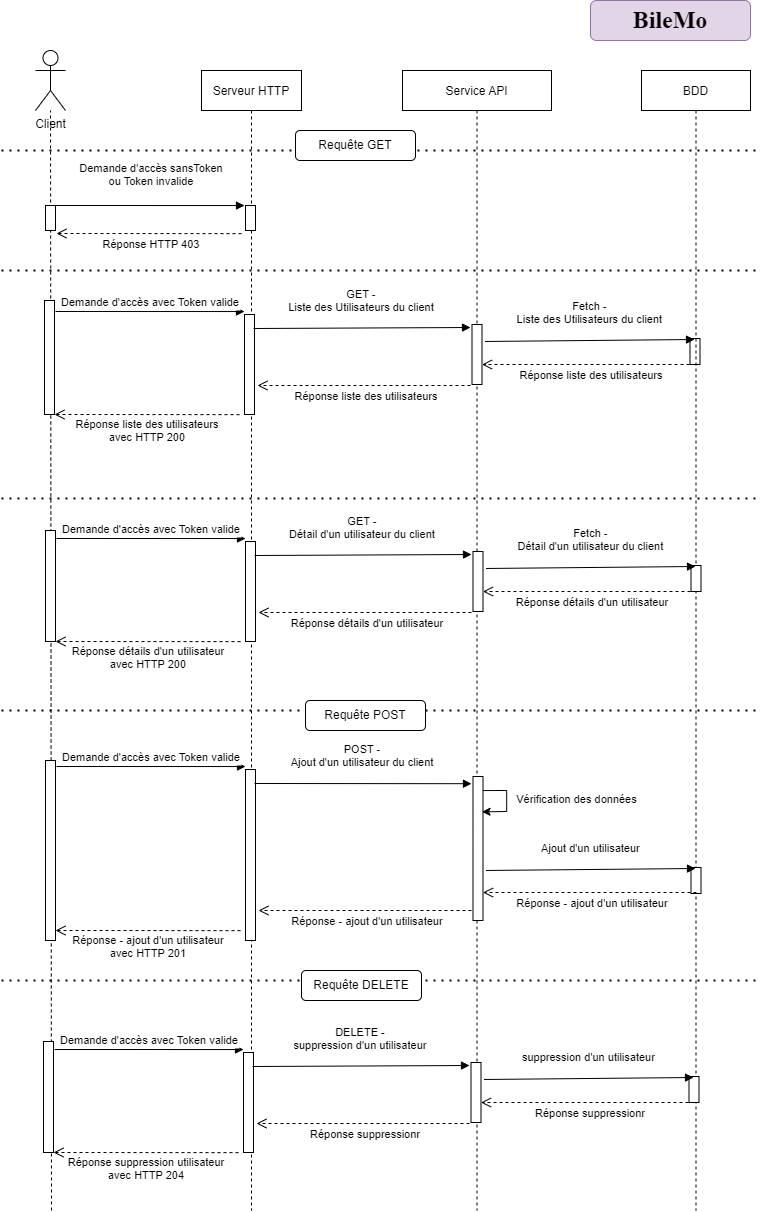 BileMo
Client
Serveur HTTP
Service API
BDD
Requête GET
Demande d'accès sansToken
ou Token invalide
Réponse HTTP 403
Demande d'accès avec Token valide
GET -
Liste des Utilisateurs du client
Fetch -
Liste des Utilisateurs du client
Réponse liste des utilisateurs
Réponse liste des utilisateurs
Réponse liste des utilisateurs
avec HTTP 200
Demande d'accès avec Token valide
GET -
Détail d'un utilisateur du client
Fetch -
Détail d'un utilisateur du client
Réponse détails d'un utilisateur
Réponse détails d'un utilisateur
Réponse détails d'un utilisateur
avec HTTP 200
Requête POST
Demande d'accès avec Token valide
POST -
Ajout d'un utilisateur du client
Vérification des données
Ajout d'un utilisateur
Réponse - ajout d'un utilisateur
Réponse - ajout d'un utilisateur
Réponse - ajout d'un utilisateur
avec HTTP 201
Requête DELETE
Demande d'accès avec Token valide
DELETE -
suppression d'un utilisateur
suppression d'un utilisateur
Réponse suppressionr
Réponse suppressionr
Réponse suppression utilisateur
avec HTTP 204